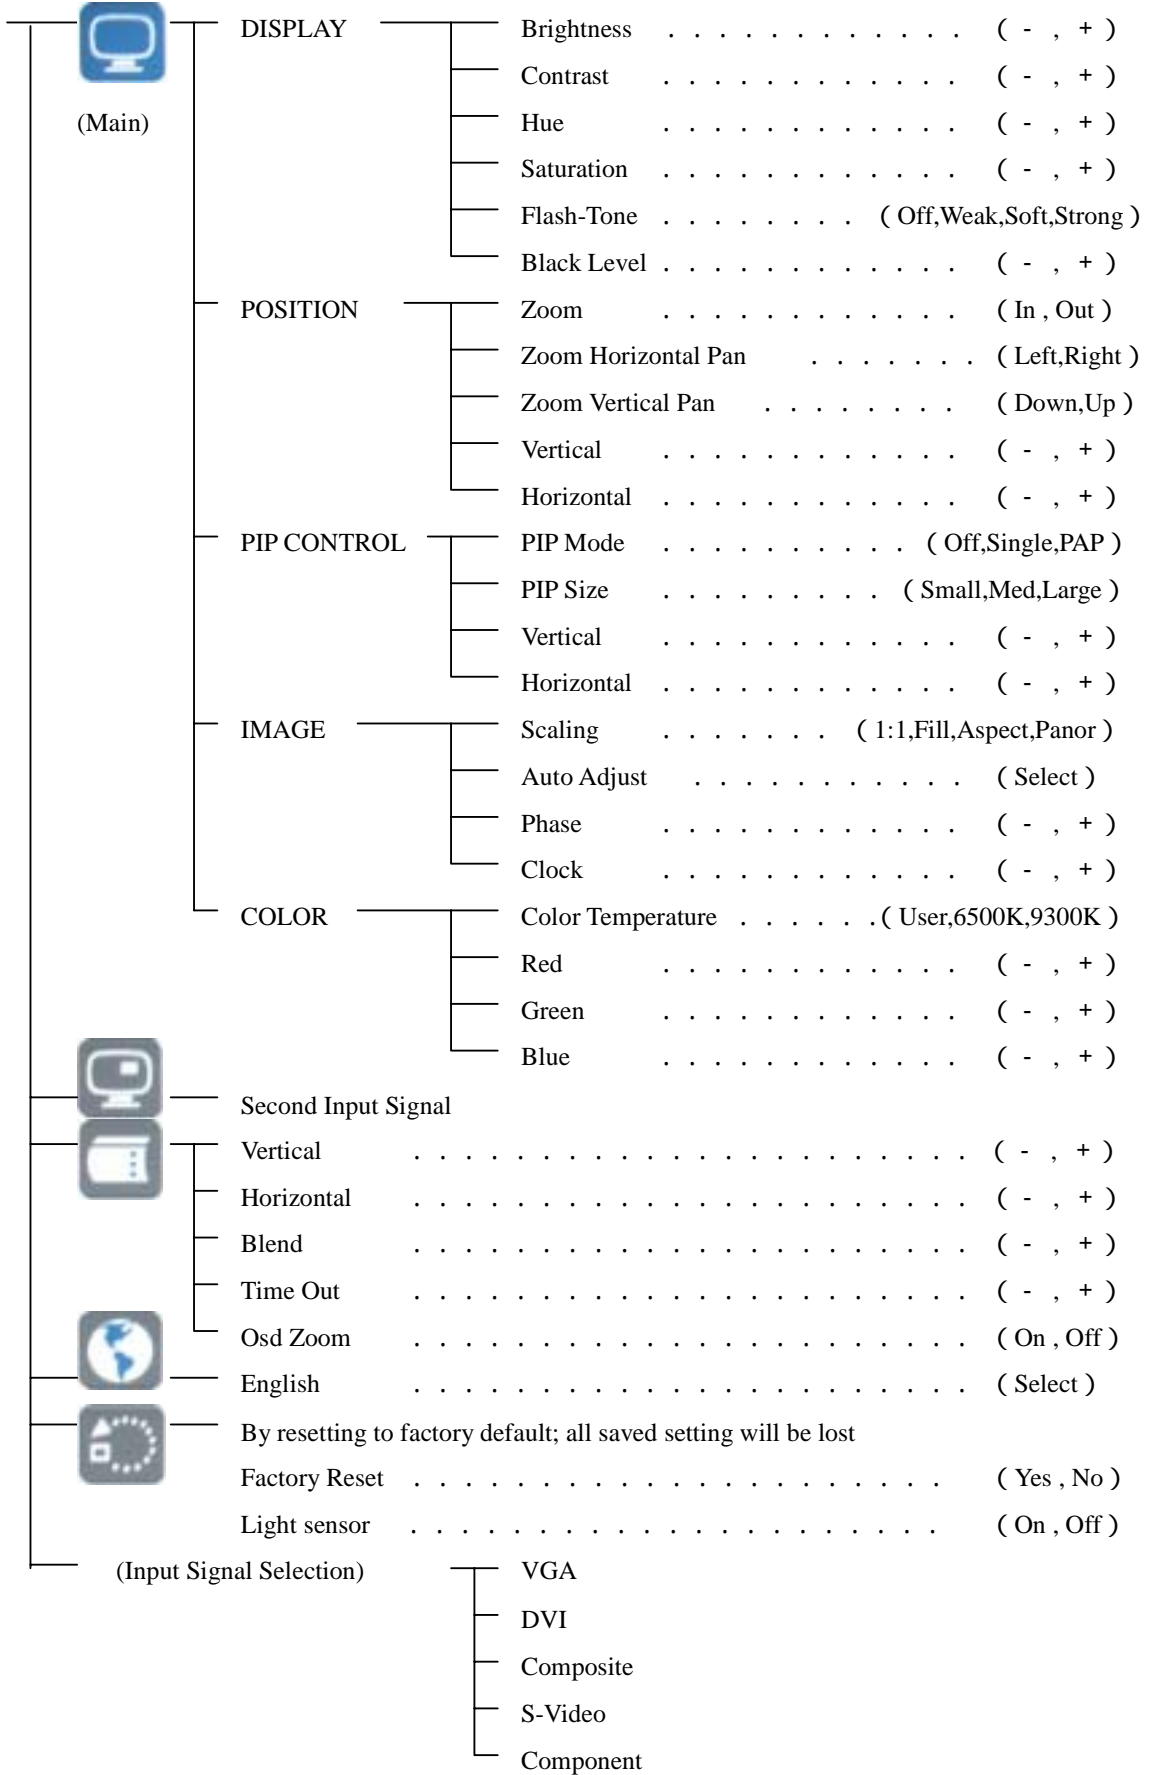 DISPLAY Brightness . . . . . . . . . . . . ( - , + )
Contrast . . . . . . . . . . . . ( - , + )
(Main) Hue . . . . . . . . . . . . ( - , + )
Saturation . . . . . . . . . . . . ( - , + )
Flash-Tone . . . . . . . . ( Off,Weak,Soft,Strong )
Black Level . . . . . . . . . . . . ( - , + )
POSITION Zoom . . . . . . . . . . . . ( In , Out )
Zoom Horizontal Pan . . . . . . . ( Left,Right )
Zoom Vertical Pan . . . . . . . . ( Down,Up )
Vertical . . . . . . . . . . . . ( - , + )
Horizontal . . . . . . . . . . . . ( - , + )
PIP CONTROL PIP Mode . . . . . . . . . . ( Off,Single,PAP )
PIP Size . . . . . . . . . ( Small,Med,Large )
Vertical . . . . . . . . . . . . ( - , + )
Horizontal . . . . . . . . . . . . ( - , + )
IMAGE Scaling . . . . . . . ( 1:1,Fill,Aspect,Panor )
Auto Adjust . . . . . . . . . . . ( Select )
Phase . . . . . . . . . . . . ( - , + )
Clock . . . . . . . . . . . . ( - , + )
COLOR Color Temperature . . . . . . ( User,6500K,9300K )
Red . . . . . . . . . . . . ( - , + )
Green . . . . . . . . . . . . ( - , + )
Blue . . . . . . . . . . . . ( - , + )
Second Input Signal
Vertical . . . . . . . . . . . . . . . . . . . . . . ( - , + )
Horizontal . . . . . . . . . . . . . . . . . . . . . . ( - , + )
Blend . . . . . . . . . . . . . . . . . . . . . . ( - , + )
Time Out . . . . . . . . . . . . . . . . . . . . . . ( - , + )
Osd Zoom . . . . . . . . . . . . . . . . . . . . . . ( On , Off )
English . . . . . . . . . . . . . . . . . . . . . . ( Select )
By resetting to factory default; all saved setting will be lost
Factory Reset . . . . . . . . . . . . . . . . . . . . . ( Yes , No )
Light sensor . . . . . . . . . . . . . . . . . . . . . ( On , Off )
(Input Signal Selection) VGA
DVI
Composite
S-Video
Component